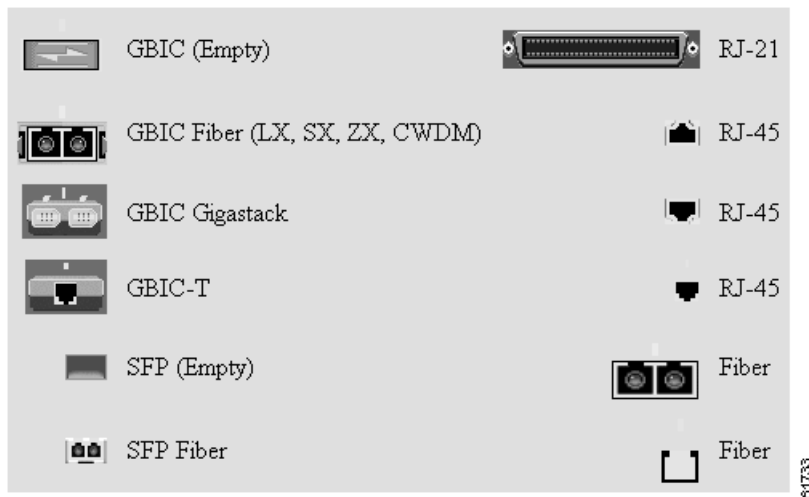 GBIC (Empty)
RJ-21
GBIC Fiber (LX, SX, ZX, CWDM)
RJ-45
GBIC Gigastack
RJ-45
GBIC-T
RJ-45
SFP (Empty)
Fiber
SFP Fiber
Fiber